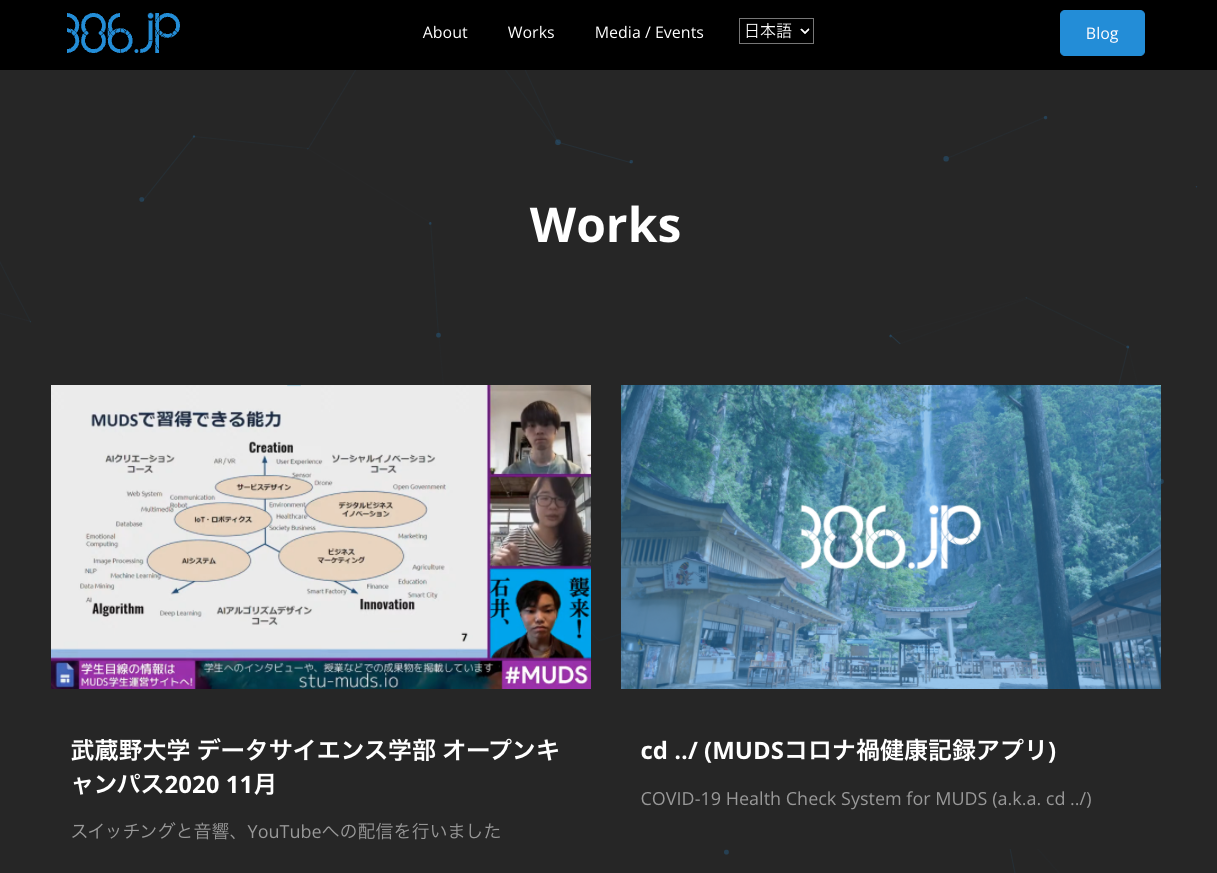 386.jp
About
Works
Media / Events
日本語
Blog
Works
MUDSで習得できる能力
Creation
AIクリエーション
コース
AR / VR
User Experience
ソーシャルイノベーション
コース
Sensor
サービスデザイン
Drone
Open Government
Web System
Communication
Robot
Multimedia
Environment
デジタルビジネス
イノベーション
IoT・ロボティクス
Healthcare
Database
Society Business
Emotional
Computing
Marketing
ビジネス
マーケティング
Image Processing
AIシステム
Agriculture
NLP
Machine Learning
Education
Data Mining
Finance
Smart Factory
Smart City
AI
Algorithm
Deep Learning
AIアルゴリズムデザイン
コース
Innovation
7
襲来!
石井、
学生目線の情報は
MUDS学生運営サイトへ!
学生へのインタビューや、授業などでの成果物を掲載しています
stu-muds.io
#MUDS
386.jp
武蔵野大学 データサイエンス学部 オープンキ
ャンパス2020 11月
スイッチングと音響、YouTubeへの配信を行いました
cd ../ (MUDSコロナ禍健康記録アプリ)
COVID-19 Health Check System for MUDS (a.k.a. cd ../)